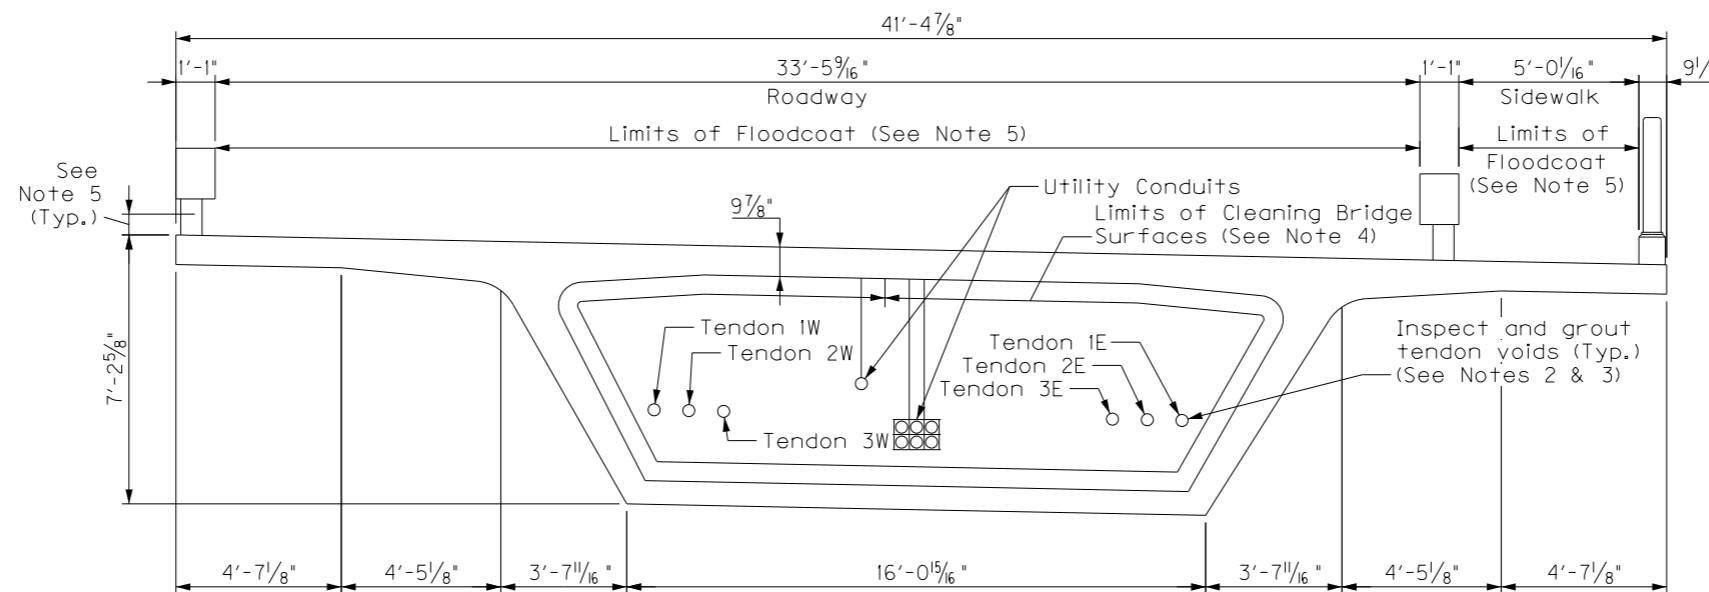 41'-4⅞"
1'-1"
33'-5⁹⁄₁₆"
1'-1"
5'-0¹⁄₁₆"
9½
Roadway
Sidewalk
Limits of Floodcoat (See Note 5)
Limits of
Floodcoat
(See Note 5)
See
Note 5
(Typ.)
Utility Conduits
9⅞"
Limits of Cleaning Bridge
Surfaces (See Note 4)
7'-2⅝"
Tendon 1W
Tendon 2W
Tendon 3W
Tendon 1E
Tendon 2E
Tendon 3E
Inspect and grout
tendon voids (Typ.)
(See Notes 2 & 3)
4'-7⅛"
4'-5⅛"
3'-7¹¹⁄₁₆"
16'-0¹⁵⁄₁₆"
3'-7¹¹⁄₁₆"
4'-5⅛"
4'-7⅛"